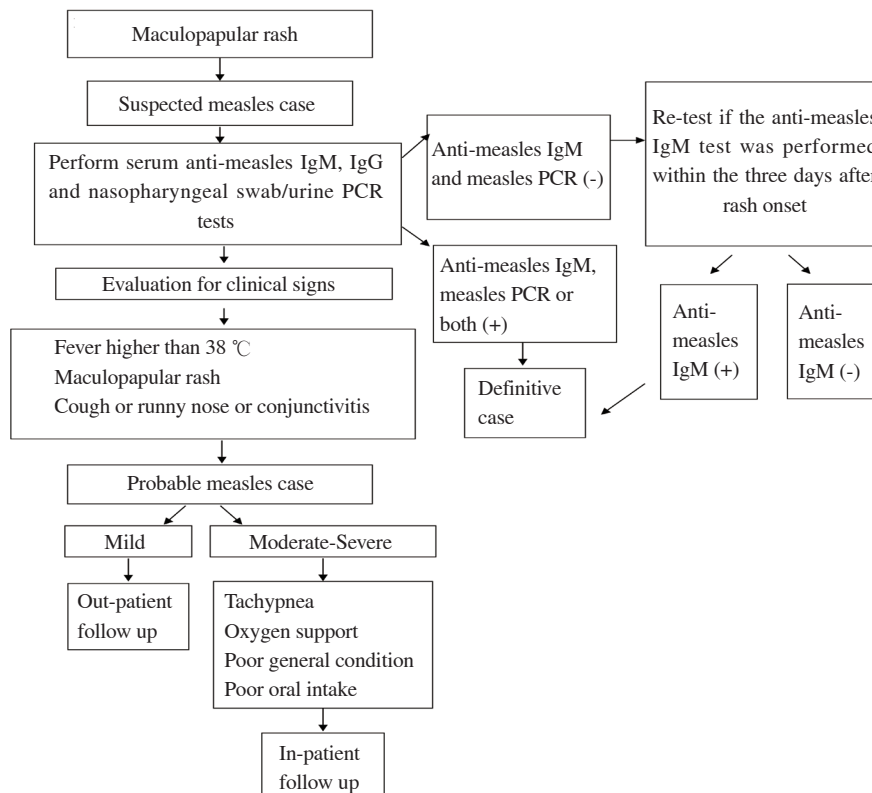 Maculopapular rash
Suspected measles case
Perform serum anti-measles IgM, IgG
and nasopharyngeal swab/urine PCR
tests
Anti-measles IgM
and measles PCR (-)
Re-test if the anti-measles
IgM test was performed
within the three days after
rash onset
Evaluation for clinical signs
Anti-measles IgM,
measles PCR or
both (+)
Anti-
measles
IgM (+)
Anti-
measles
IgM (-)
Definitive
case
Fever higher than 38 ℃
Maculopapular rash
Cough or runny nose or conjunctivitis
Probable measles case
Mild
Moderate-Severe
Out-patient
follow up
Tachypnea
Oxygen support
Poor general condition
Poor oral intake
In-patient
follow up